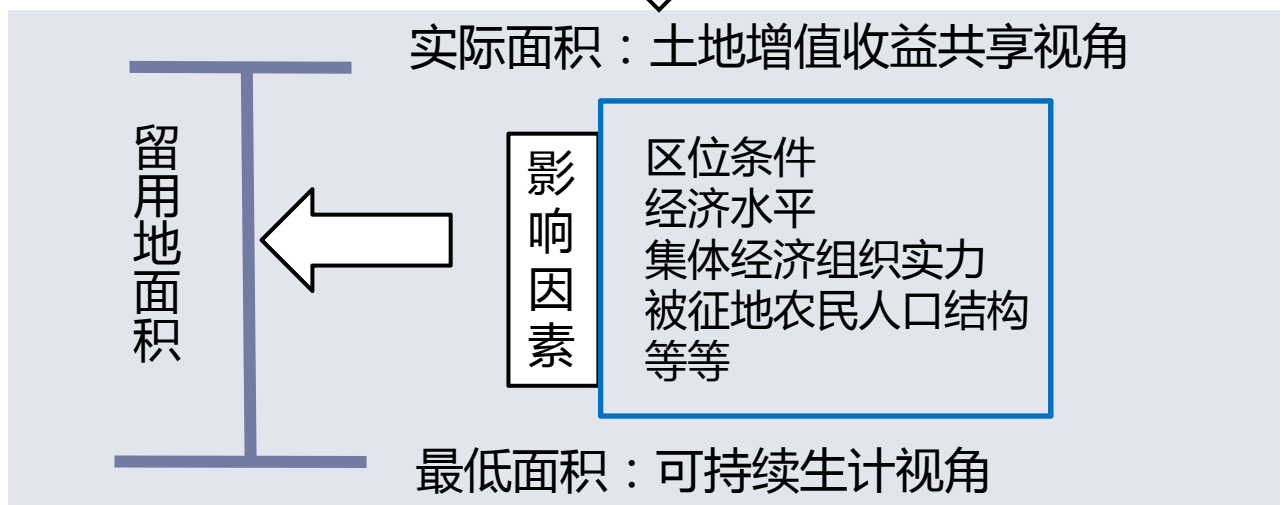 实际面积：土地增值收益共享视角
留用地面积
影响因素
区位条件
经济水平
集体经济组织实力
被征地农民人口结构
等等
最低面积：可持续生计视角